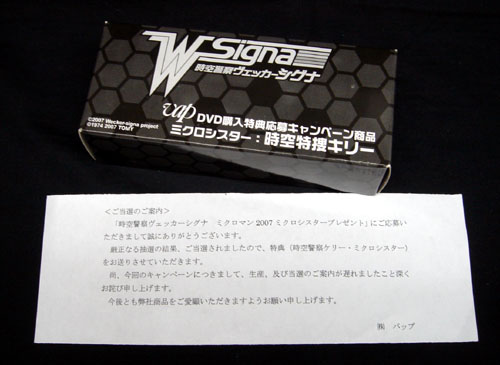 W Signa
時空警察ヴェッカーシグナ
vap DVD購入特典応募キャンペーン商品
ミクロシスター：時空特捜キリー
©2007 Wecker-signa project
©1974 2007 TOMY
＜ご当選のご案内＞
「時空警察ヴェッカーシグナ　ミクロマン2007ミクロシスタープレゼント」にご応募い
ただきまして誠にありがとうございます。
厳正なる抽選の結果、ご当選されましたので、特典（時空警察ケリー・ミクロシスター）
をお送りさせていただきます。
尚、今回のキャンペーンにつきまして、生産、及び当選のご案内が遅れましたこと深く
お詫び申し上げます。
今後とも弊社商品をご愛顧いただきますようお願い申し上げます。
㈱　バップ